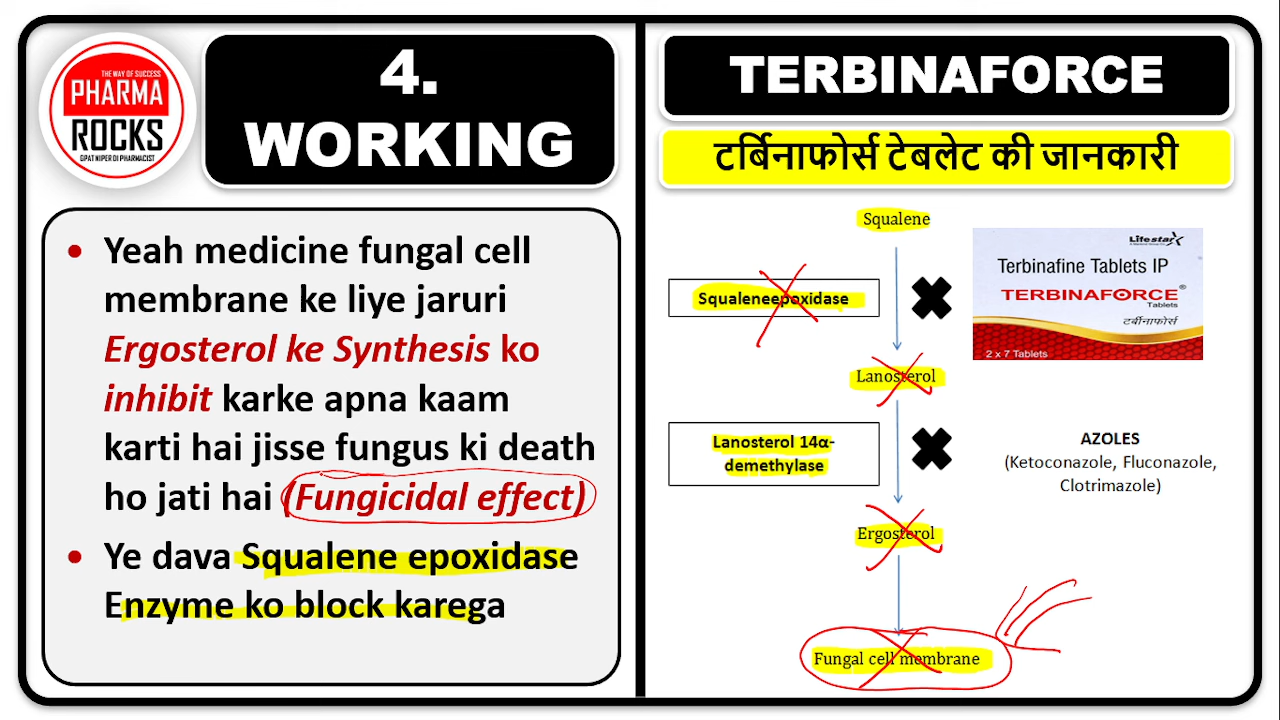 THE WAY OF SUCCESS
PHARMA
ROCKS
GPAT NIPER DI PHARMACIST
4.
WORKING
• Yeah medicine fungal cell
membrane ke liye jaruri
Ergosterol ke Synthesis ko
inhibit karke apna kaam
karti hai jisse fungus ki death
ho jati hai (Fungicidal effect)
• Ye dava Squalene epoxidase
Enzyme ko block karega
TERBINAFORCE
टर्बिनाफोर्स टेबलेट की जानकारी
Squalene
Squaleneepoxidase
Lifestar
Terbinafine Tablets IP
TERBINAFORCE®
Tablets
टर्बीनाफोर्स
2 x 7 Tablets
Lanosterol
Lanosterol 14α-
demethylase
AZOLES
(Ketoconazole, Fluconazole,
Clotrimazole)
Ergosterol
Fungal cell membrane